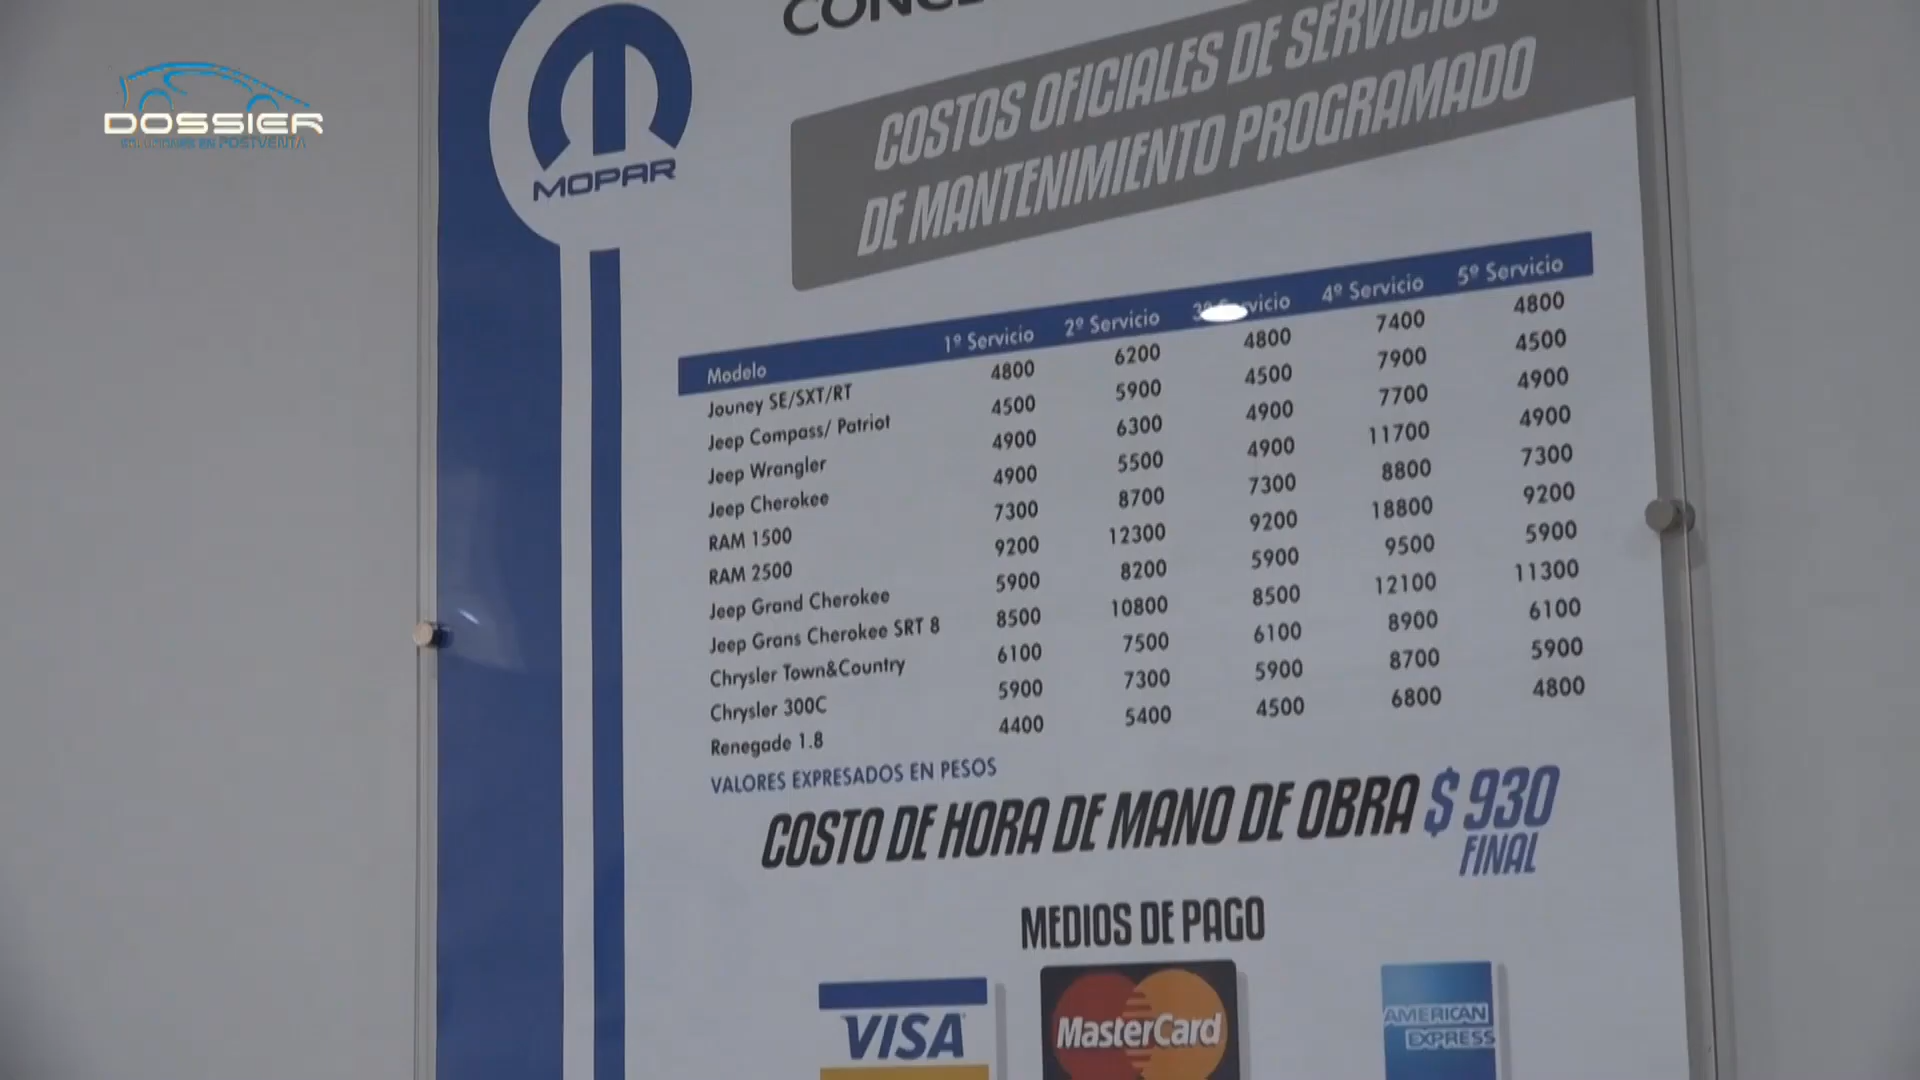 DOSSIER
EN POSTVENTA
MOPAR
COSTOS OFICIALES DE SERVICIOS
DE MANTENIMIENTO PROGRAMADO
Modelo 1º Servicio 2º Servicio 3º Servicio 4º Servicio 5º Servicio
Jouney SE/SXT/RT 4800 6200 4800 7400 4800
Jeep Compass/ Patriot 4500 5900 4500 7900 4500
Jeep Wrangler 4900 6300 4900 7700 4900
Jeep Cherokee 4900 5500 4900 11700 4900
RAM 1500 7300 8700 7300 8800 7300
RAM 2500 9200 12300 9200 18800 9200
Jeep Grand Cherokee 5900 8200 5900 9500 5900
Jeep Grans Cherokee SRT 8 8500 10800 8500 12100 11300
Chrysler Town&Country 6100 7500 6100 8900 6100
Chrysler 300C 5900 7300 5900 8700 5900
Renegade 1.8 4400 5400 4500 6800 4800
VALORES EXPRESADOS EN PESOS
COSTO DE HORA DE MANO DE OBRA $ 930
FINAL
MEDIOS DE PAGO
VISA MasterCard AMERICAN EXPRESS